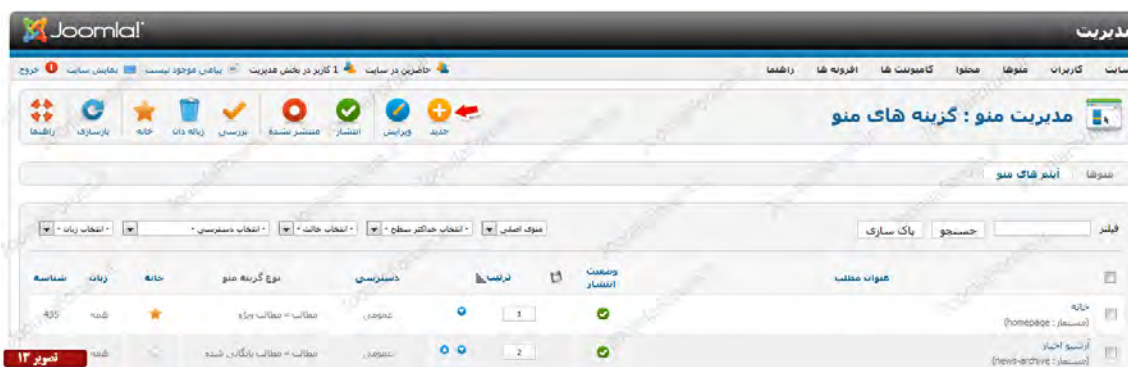 مدیریت
Joomla!
سایت کاربران منوها محتوا کامپوننت ها افزونه ها راهنما
حاضرین در سایت 1 کاربر در بخش مدیریت پیامی موجود نیست نمایش سایت خروج
مدیریت منو : گزینه های منو
جدید ویرایش انتشار منتشر نشده بررسی زباله دان خانه بازسازی راهنما
منوها آیتم های منو
فیلتر جستجو پاک سازی منوی اصلی - انتخاب حداکثر سطح - - انتخاب حالت - - انتخاب دسترسی - - انتخاب زبان -
عنوان مطلب وضعیت انتشار ترتیب دسترسی نوع گزینه منو خانه زبان شناسه
خانه
(مستعار : homepage)
1 عمومی مطالب » مطالب ویژه همه 435
آرشیو اخبار
(مستعار : news-archive)
2 عمومی مطالب » مطالب بایگانی شده همه
تصویر ۱۳